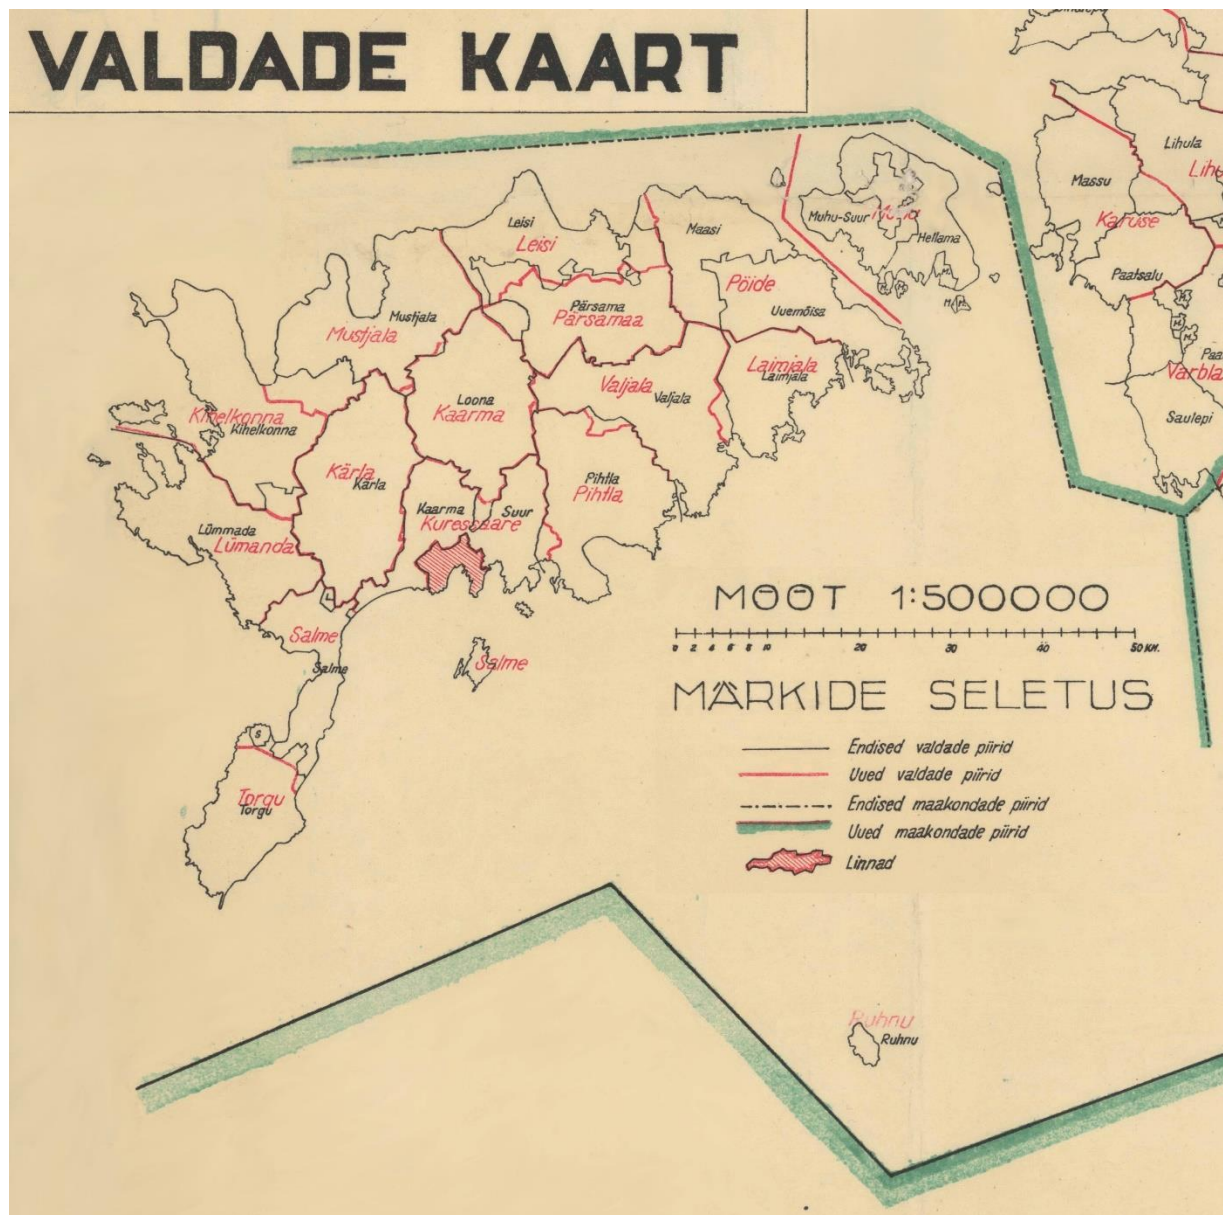 VALDADE KAART
Lihula
Massu
Karuse
Paatsalu
Varbla
Saulepi
Leisi
Leisi
Maasi
Muhu-Suur
Hellama
Pöide
Uuemõisa
Mustjala
Mustjala
Pärsama
Pärsamaa
Laimjala
Laimjala
Valjala
Valjala
Loona
Kaarma
Kihelkonna
Kihelkonna
Kärla
Kärla
Kaarma
Suur
Kuressaare
Pihtla
Pihtla
Lümmada
Lümanda
Salme
Salme
Salme
S
Torgu
Torgu
MÕÕT 1:500000
0 2 4 6 8 10 20 30 40 50 KM.
MÄRKIDE SELETUS
Endised valdade piirid
Uued valdade piirid
Endised maakondade piirid
Uued maakondade piirid
Linnad
Ruhnu
Ruhnu